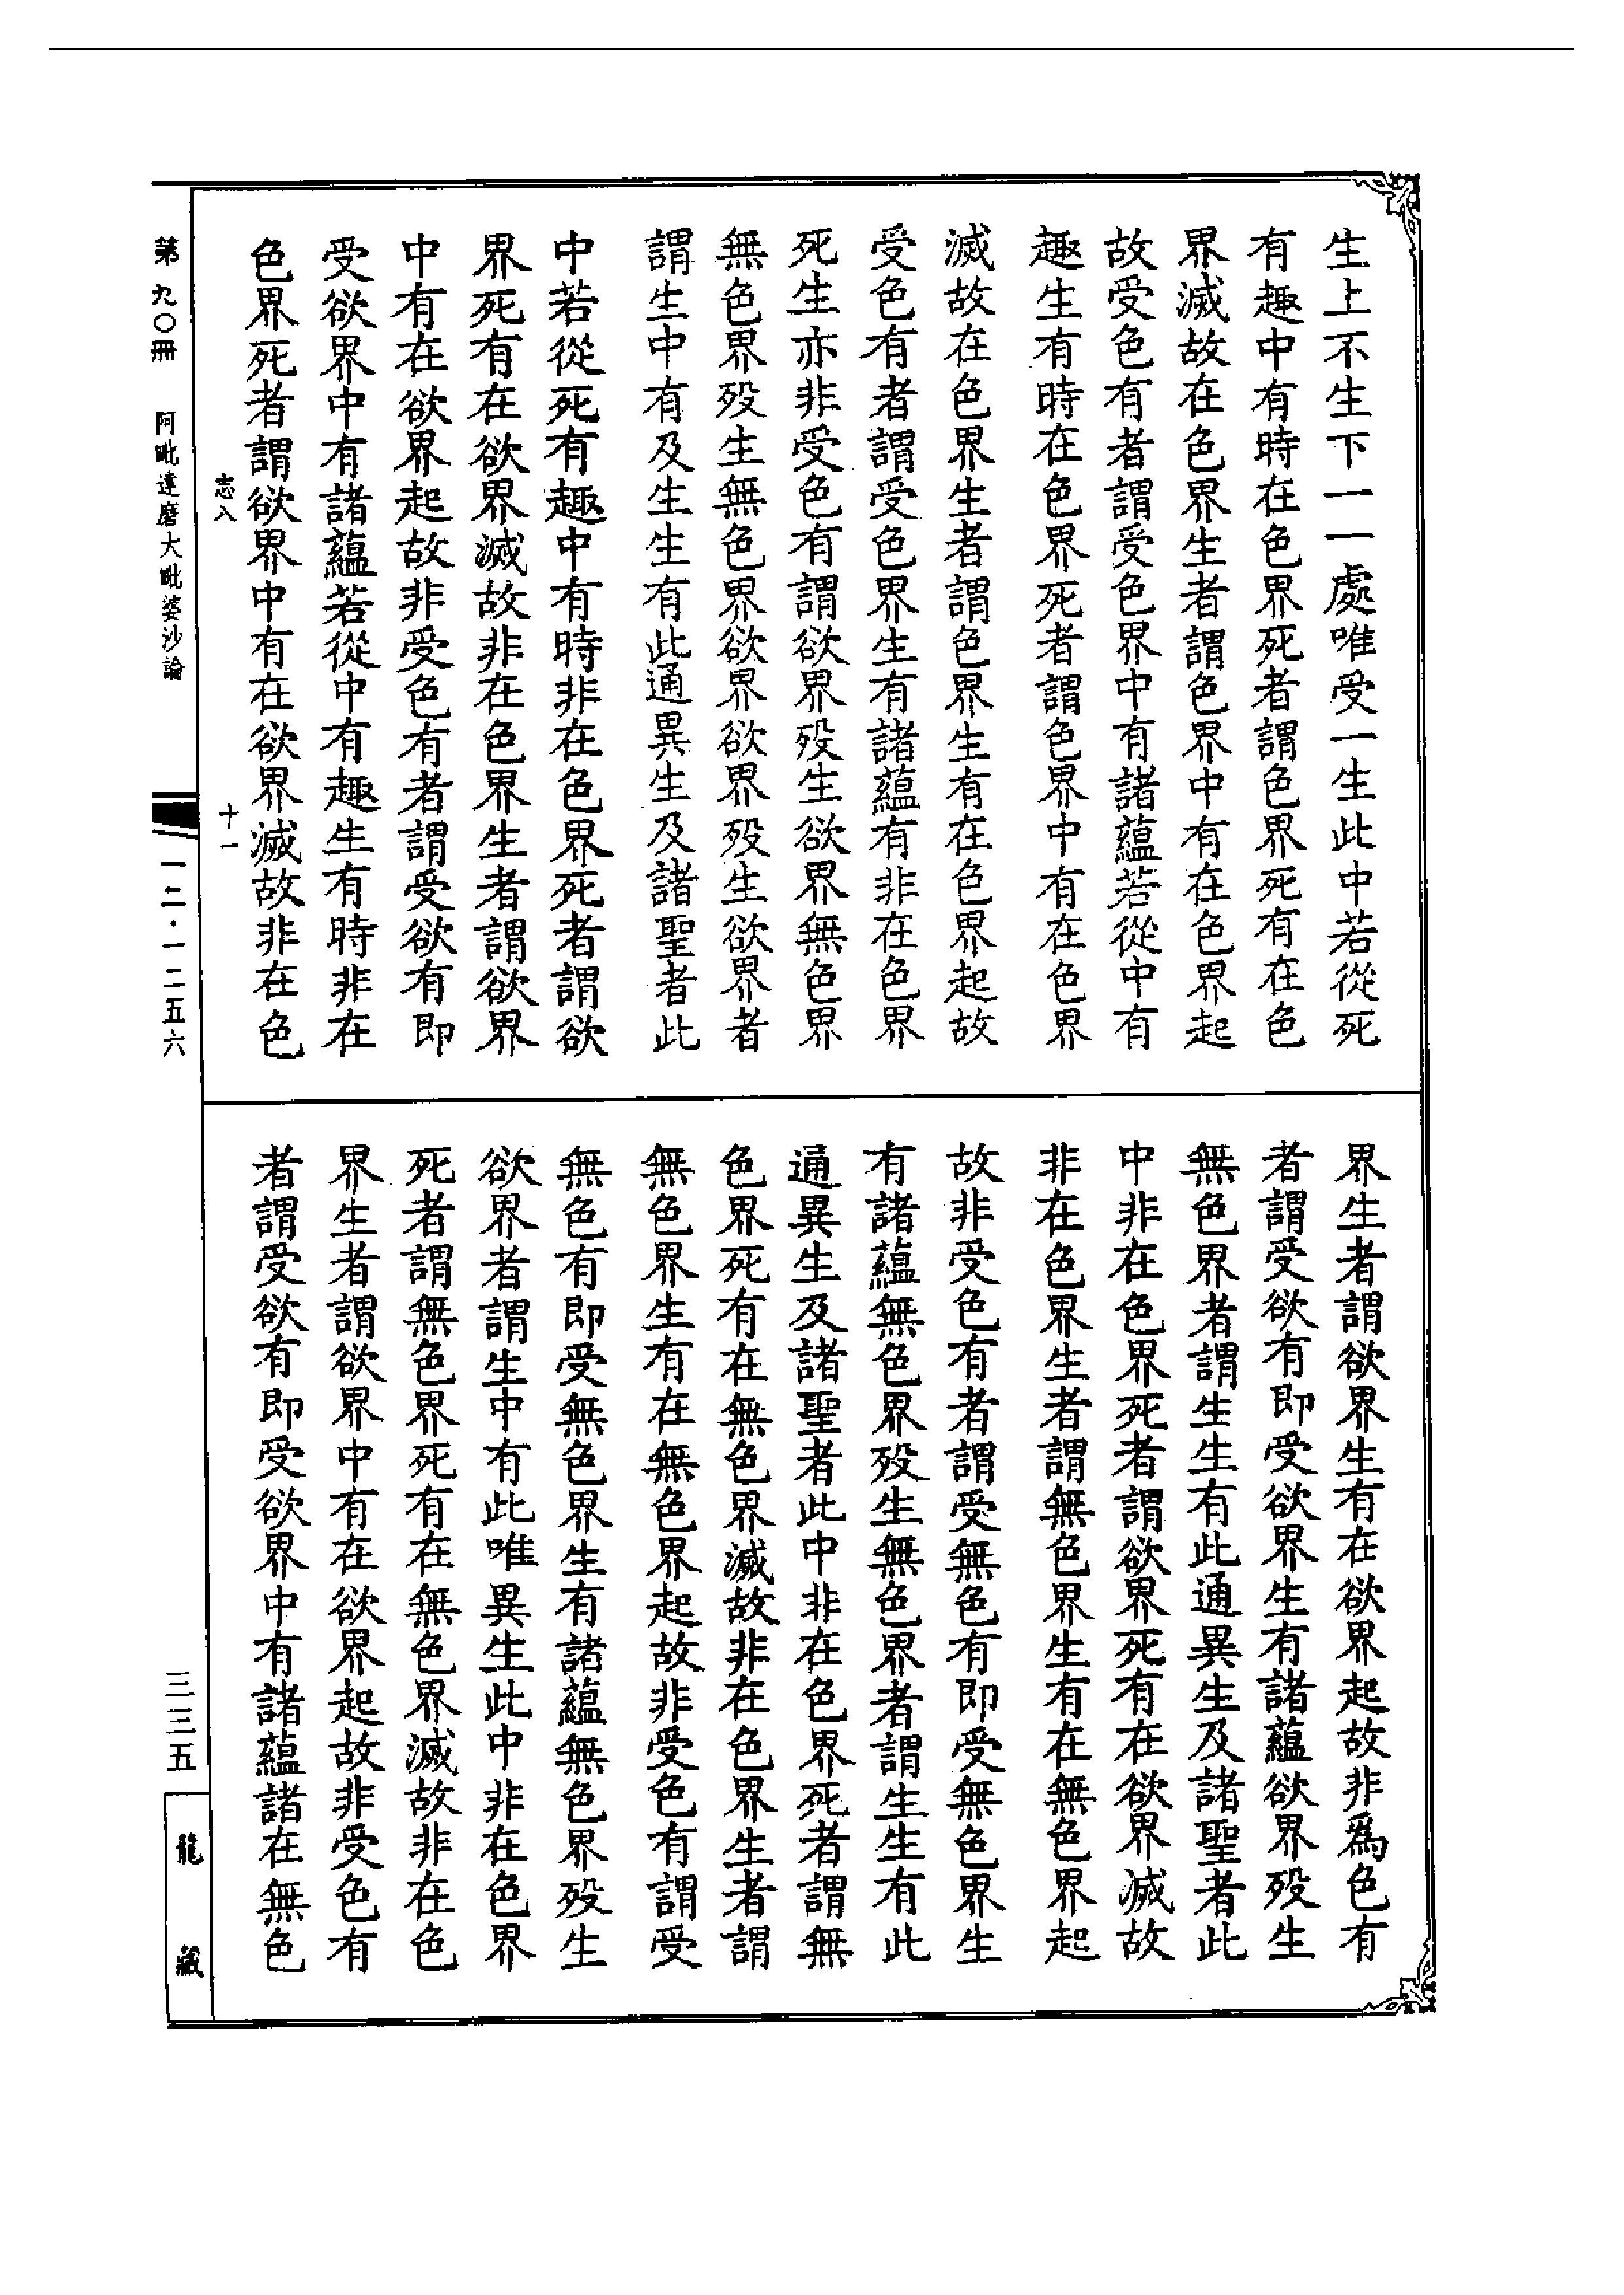 生上不生下一一處唯受一生此中若從死
有趣中有時在色界死者謂色界死有在色
界滅故在色界生者謂色界中有在色界起
故受色有者謂受色界中有諸蘊若從中有
趣生有時在色界死者謂色界中有在色界
滅故在色界生者謂色界生有在色界起故
受色有者謂受色界生有諸蘊有非在色界
死生亦非受色有謂欲界歿生欲界無色界
無色界歿生無色界欲界欲界歿生欲界者
謂生中有及生生有此通異生及諸聖者此
中若從死有趣中有時非在色界死者謂欲
界死有在欲界滅故非在色界生者謂欲界
中有在欲界起故非受色有者謂受欲有即
受欲界中有諸蘊若從中有趣生有時非在
色界死者謂欲界中有在欲界滅故非在色
界生者謂欲界生有在欲界起故非爲色有
者謂受欲有即受欲界生有諸蘊欲界歿生
無色界者謂生生有此通異生及諸聖者此
中非在色界死者謂欲界死有在欲界滅故
非在色界生者謂無色界生有在無色界起
故非受色有者謂受無色有即受無色界生
有諸蘊無色界歿生無色界者謂生生有此
通異生及諸聖者此中非在色界死者謂無
色界死有在無色界滅故非在色界生者謂
無色界生有在無色界起故非受色有謂受
無色有即受無色界生有諸蘊無色界歿生
欲界者謂生中有此唯異生此中非在色界
死者謂無色界死有在無色界滅故非在色
界生者謂欲界中有在欲界起故非受色有
者謂受欲有即受欲界中有諸蘊諸在無色
志入 十一
第九〇冊 阿毗達磨大毗婆沙論
一二·一二五六
三三五
龍藏